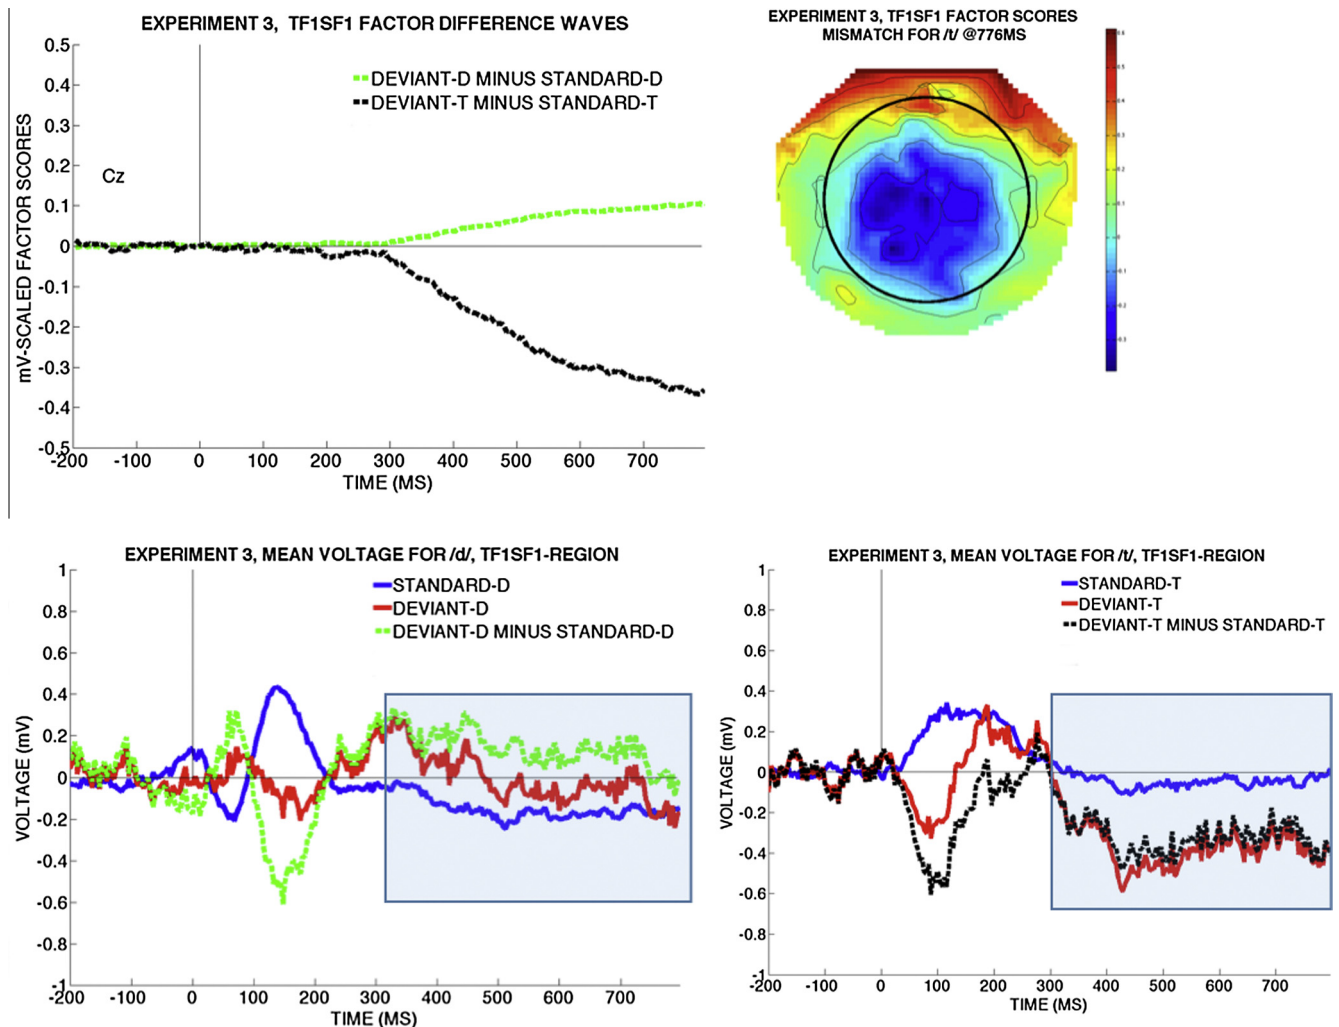 EXPERIMENT 3, TF1SF1 FACTOR DIFFERENCE WAVES
0.5
0.4
0.3
0.2
0.1
0
-0.1
-0.2
-0.3
-0.4
-0.5
mV-SCALED FACTOR SCORES
DEVIANT-D MINUS STANDARD-D
DEVIANT-T MINUS STANDARD-T
Cz
-200 -100 0 100 200 300 400 500 600 700
TIME (MS)
EXPERIMENT 3, TF1SF1 FACTOR SCORES
MISMATCH FOR /t/ @776MS
EXPERIMENT 3, MEAN VOLTAGE FOR /d/, TF1SF1-REGION
1
0.8
0.6
0.4
0.2
0
-0.2
-0.4
-0.6
-0.8
-1
VOLTAGE (mV)
STANDARD-D
DEVIANT-D
DEVIANT-D MINUS STANDARD-D
-200 -100 0 100 200 300 400 500 600 700
TIME (MS)
EXPERIMENT 3, MEAN VOLTAGE FOR /t/, TF1SF1-REGION
1
0.8
0.6
0.4
0.2
0
-0.2
-0.4
-0.6
-0.8
-1
VOLTAGE (mV)
STANDARD-T
DEVIANT-T
DEVIANT-T MINUS STANDARD-T
-200 -100 0 100 200 300 400 500 600 700
TIME (MS)